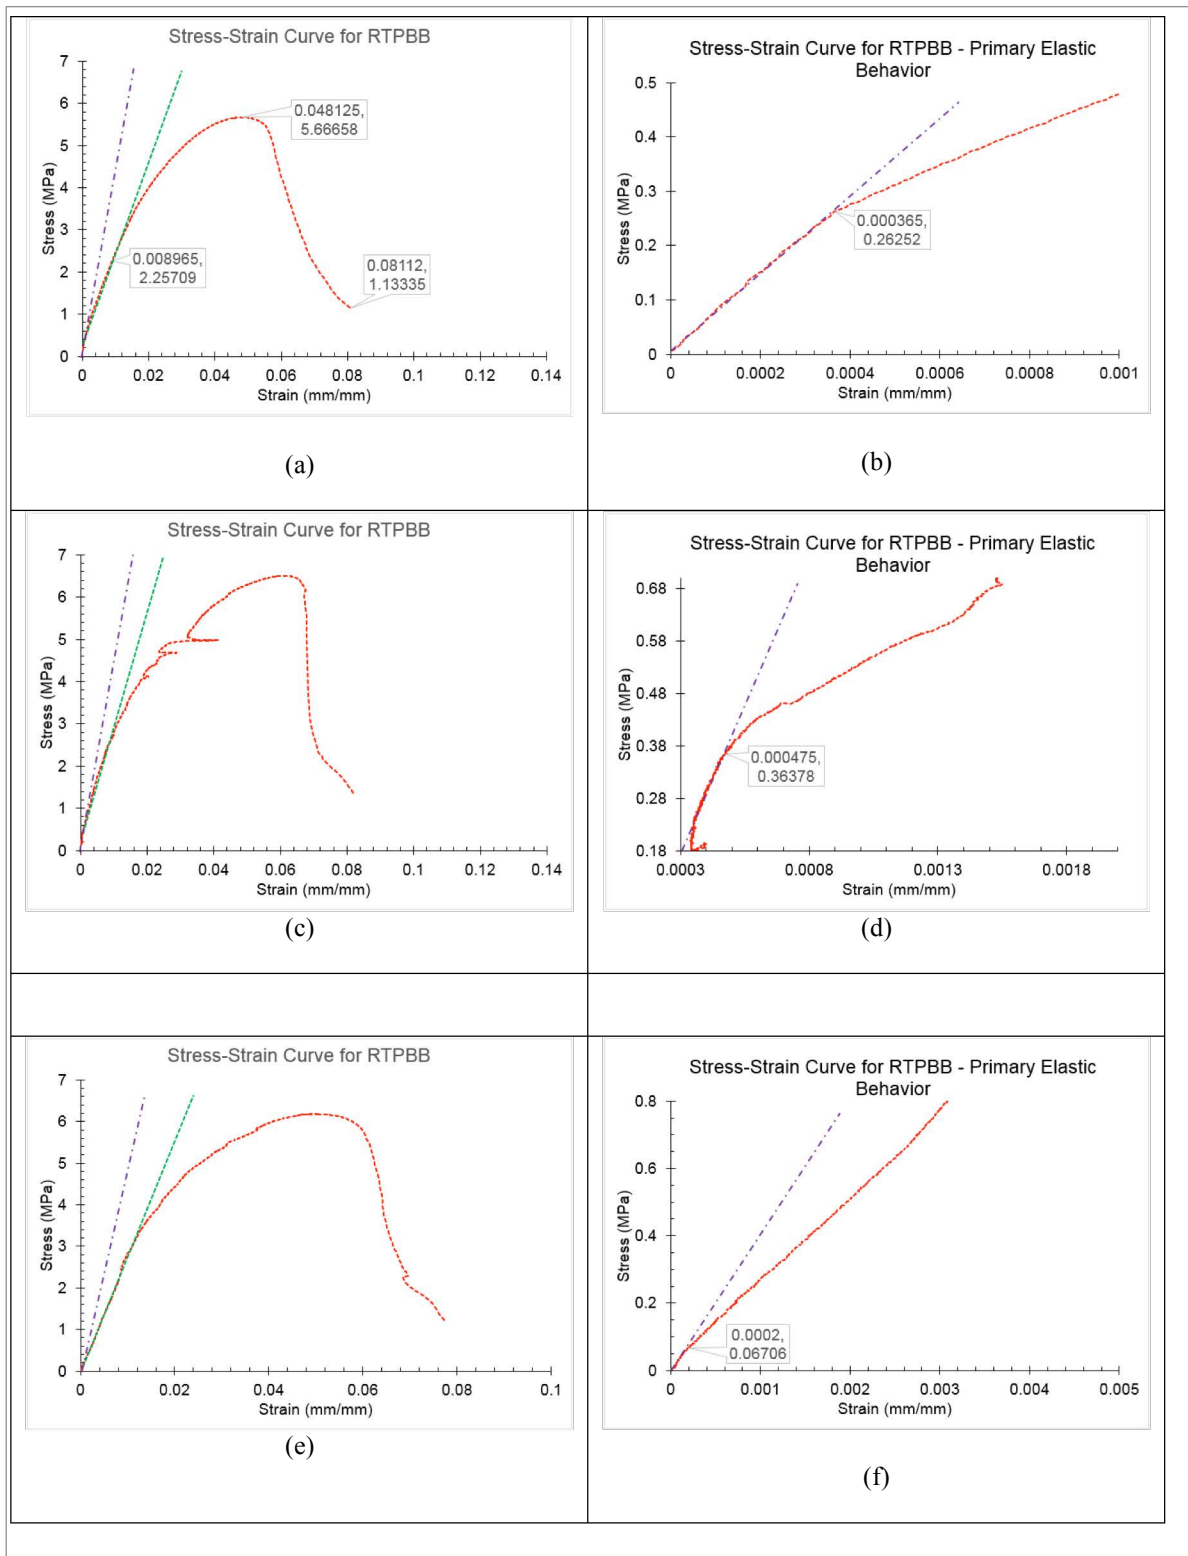 Stress-Strain Curve for RTPBB
7
6
5
4
3
2
1
0
Stress (MPa)
0.048125,
5.66658
0.008965,
2.25709
0.08112,
1.13335
0 0.02 0.04 0.06 0.08 0.1 0.12 0.14
Strain (mm/mm)
(a)
Stress-Strain Curve for RTPBB - Primary Elastic
Behavior
0.5
0.4
0.3
0.2
0.1
0
Stress (MPa)
0.000365,
0.26252
0 0.0002 0.0004 0.0006 0.0008 0.001
Strain (mm/mm)
(b)
Stress-Strain Curve for RTPBB
7
6
5
4
3
2
1
0
Stress (MPa)
0 0.02 0.04 0.06 0.08 0.1 0.12 0.14
Strain (mm/mm)
(c)
Stress-Strain Curve for RTPBB - Primary Elastic
Behavior
0.68
0.58
0.48
0.38
0.28
0.18
Stress (MPa)
0.000475,
0.36378
0.0003 0.0008 0.0013 0.0018
Strain (mm/mm)
(d)
Stress-Strain Curve for RTPBB
7
6
5
4
3
2
1
0
Stress (MPa)
0 0.02 0.04 0.06 0.08 0.1
Strain (mm/mm)
(e)
Stress-Strain Curve for RTPBB - Primary Elastic
Behavior
0.8
0.6
0.4
0.2
0
Stress (MPa)
0.0002,
0.06706
0 0.001 0.002 0.003 0.004 0.005
Strain (mm/mm)
(f)